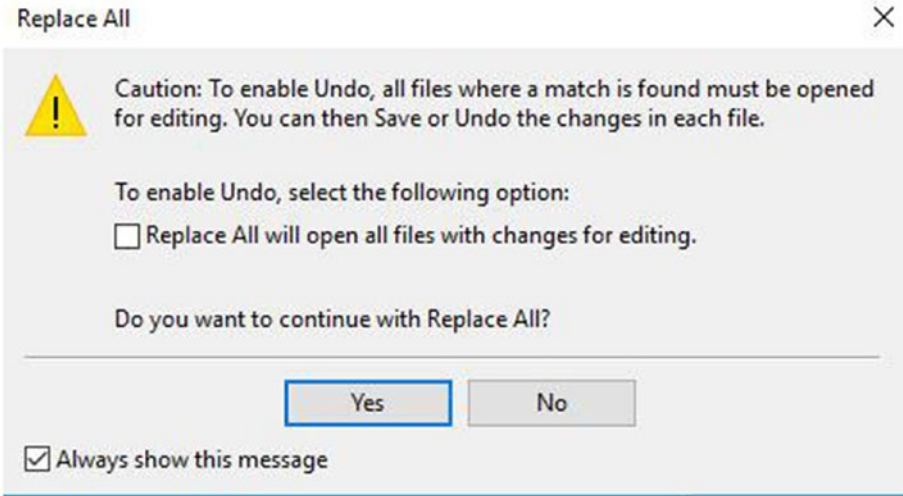 Replace All
Caution: To enable Undo, all files where a match is found must be opened
for editing. You can then Save or Undo the changes in each file.
To enable Undo, select the following option:
Replace All will open all files with changes for editing.
Do you want to continue with Replace All?
Yes
No
Always show this message